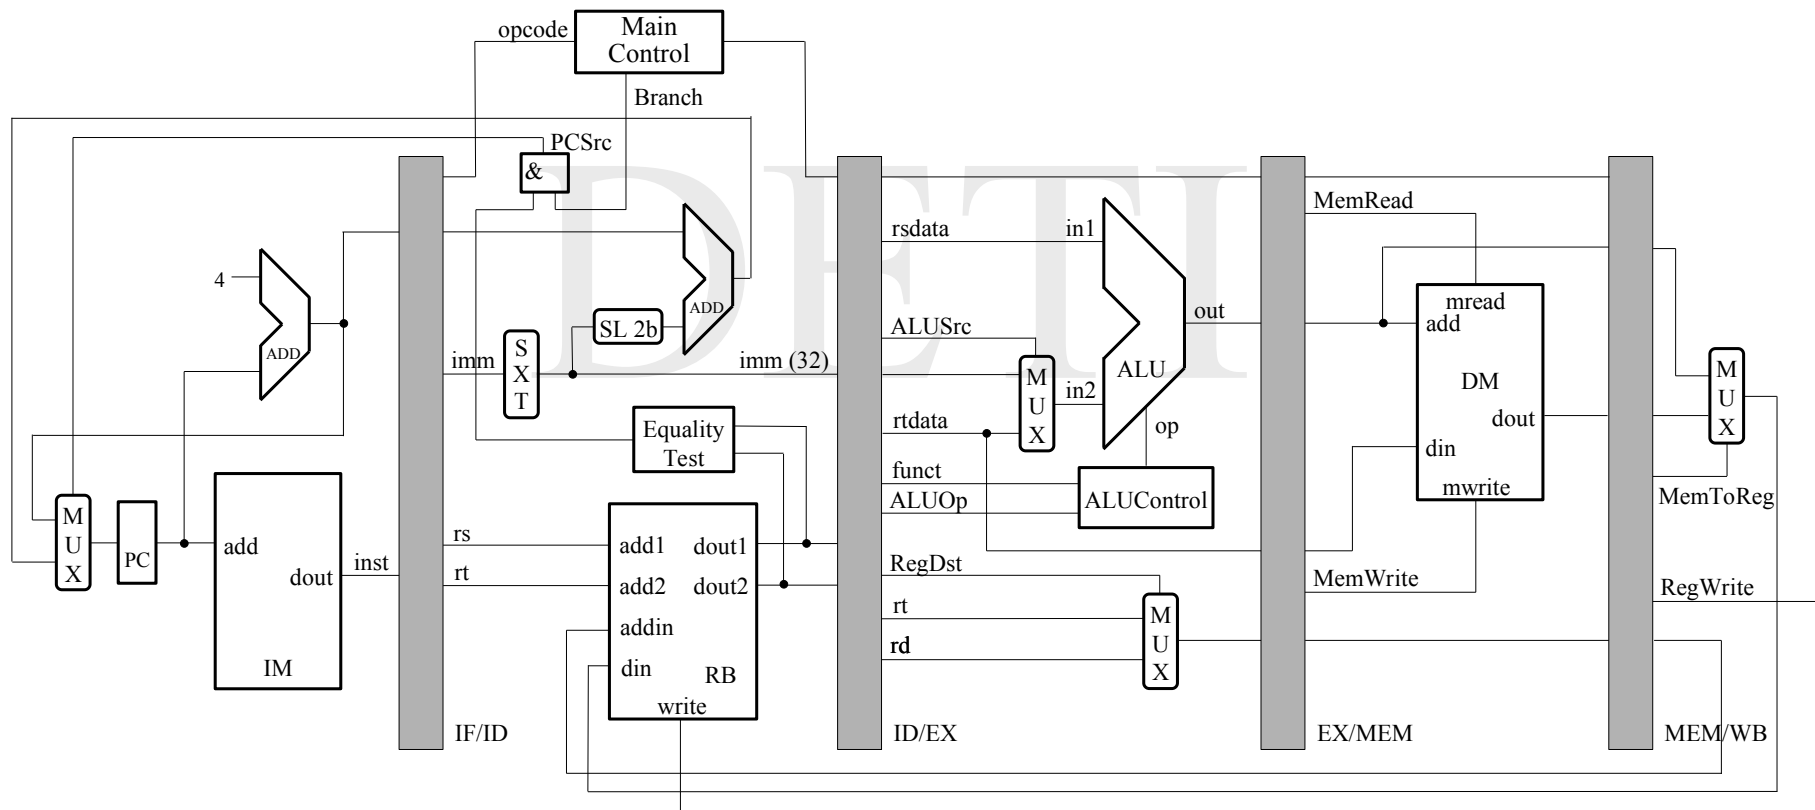 opcode
Main
Control
Branch
PCSrc
&
DETI
4
ADD
ADD
SL 2b
imm
S
X
T
imm (32)
Equality
Test
M
U
X
PC
add
dout
inst
IM
rs
rt
add1
dout1
add2
dout2
addin
din
RB
write
IF/ID
rsdata
in1
ALUSrc
M
U
X
in2
ALU
out
rtdata
op
funct
ALUOp
ALUControl
RegDst
rt
rd
M
U
X
ID/EX
MemRead
mread
add
DM
dout
din
mwrite
MemWrite
EX/MEM
M
U
X
MemToReg
RegWrite
MEM/WB